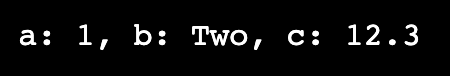 a: 1, b: Two, c: 12.3